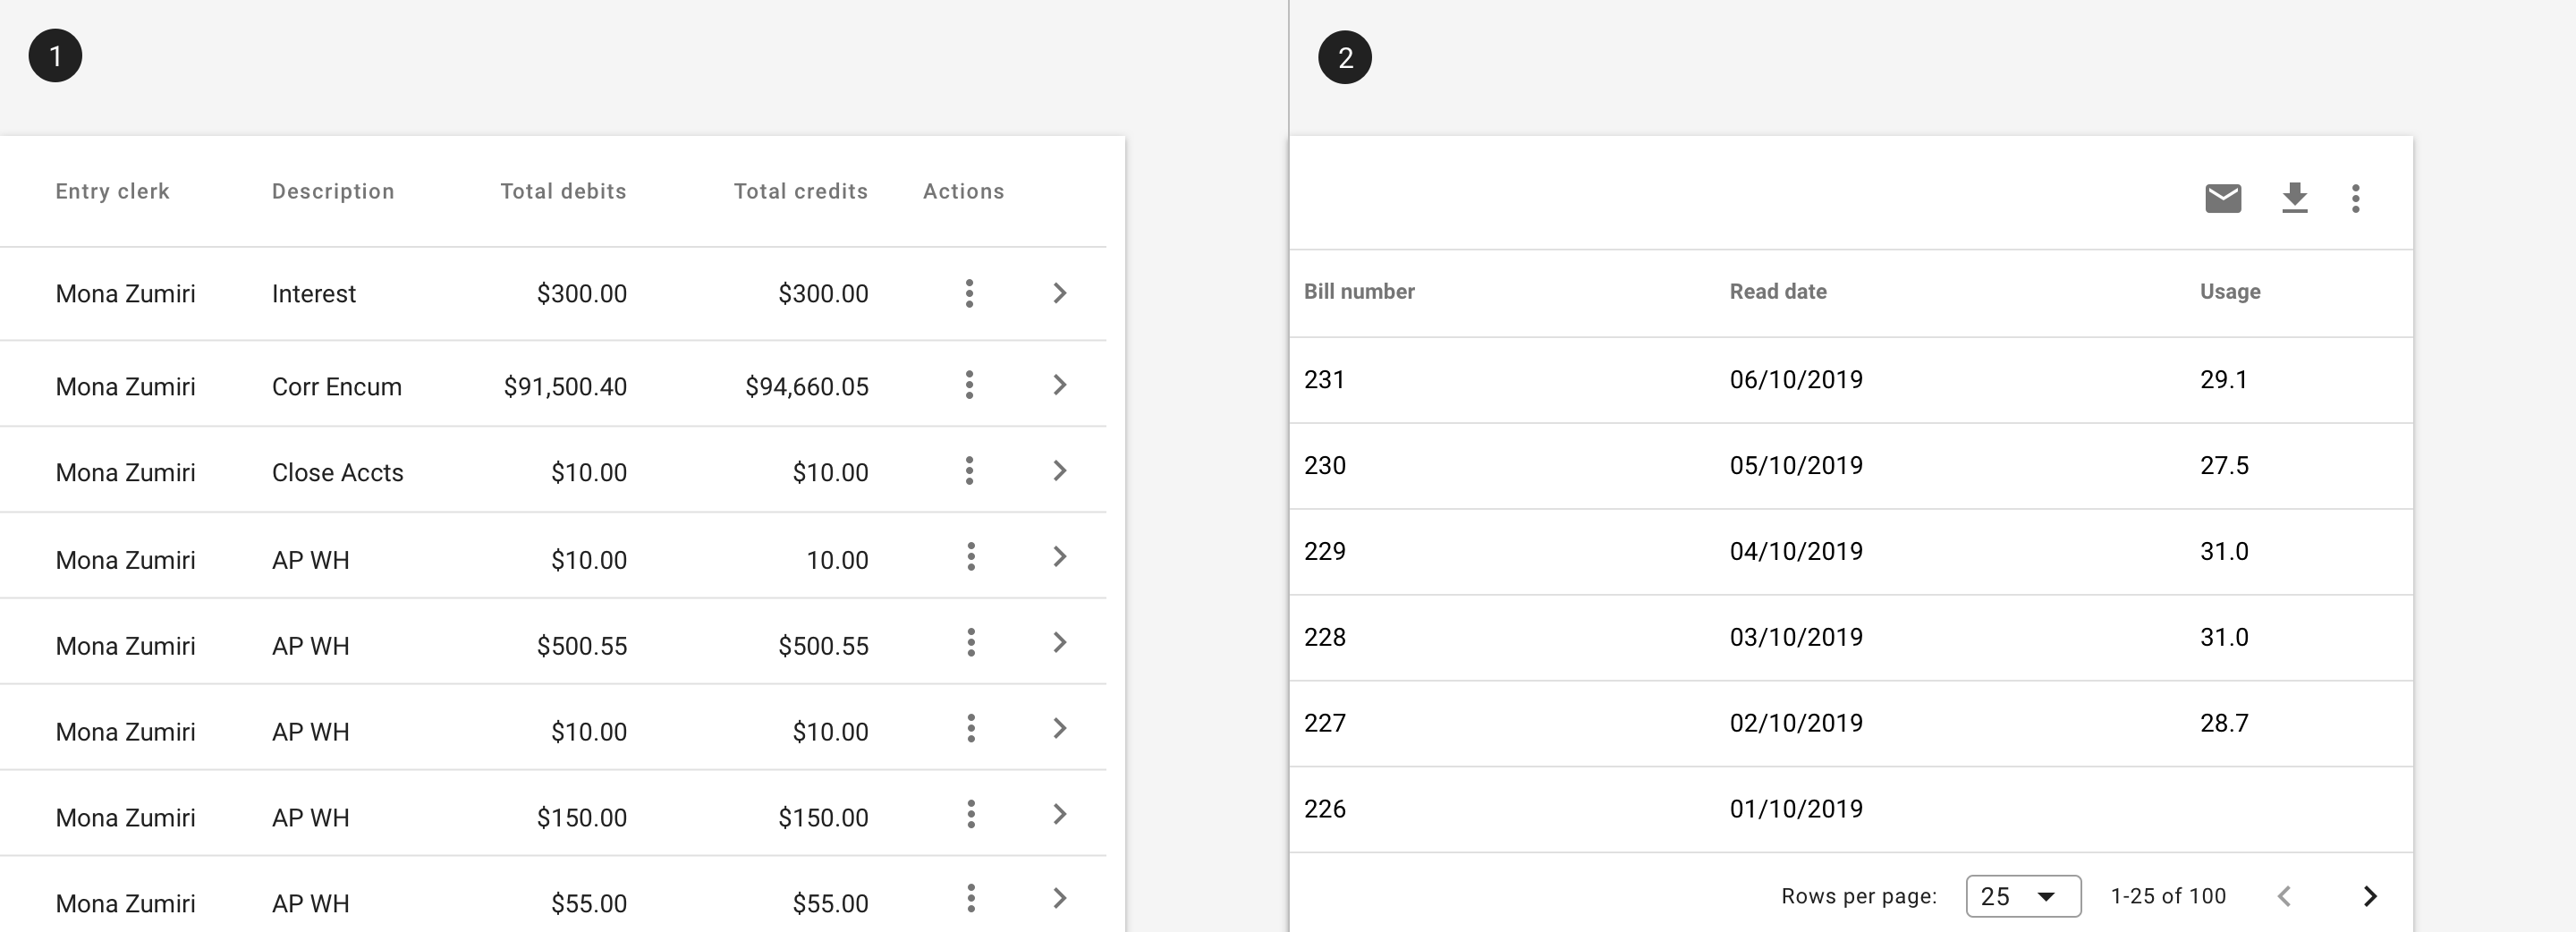 1
Entry clerk Description Total debits Total credits Actions
Mona Zumiri Interest $300.00 $300.00
Mona Zumiri Corr Encum $91,500.40 $94,660.05
Mona Zumiri Close Accts $10.00 $10.00
Mona Zumiri AP WH $10.00 10.00
Mona Zumiri AP WH $500.55 $500.55
Mona Zumiri AP WH $10.00 $10.00
Mona Zumiri AP WH $150.00 $150.00
Mona Zumiri AP WH $55.00 $55.00
2
Bill number Read date Usage
231 06/10/2019 29.1
230 05/10/2019 27.5
229 04/10/2019 31.0
228 03/10/2019 31.0
227 02/10/2019 28.7
226 01/10/2019
Rows per page: 25 1-25 of 100